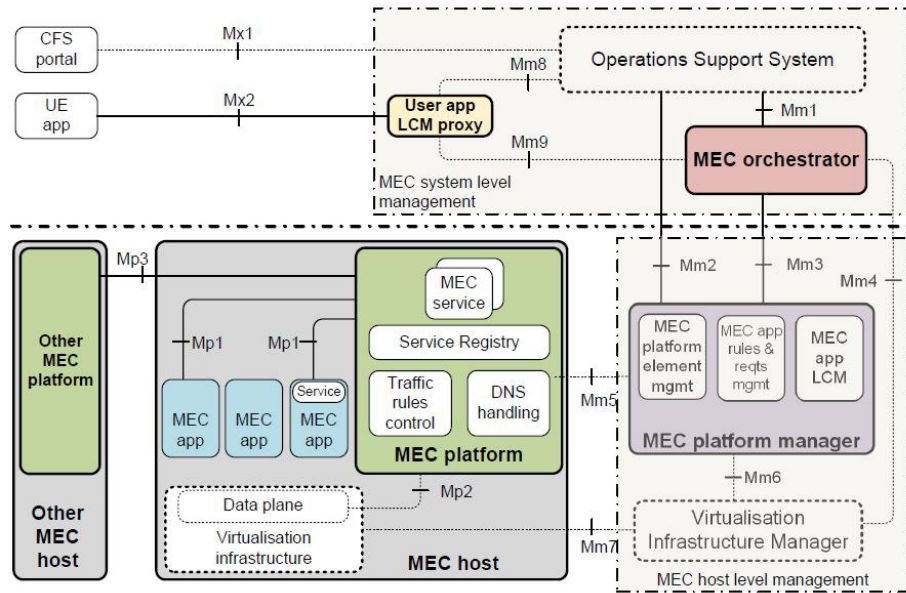 CFS
portal
Mx1
Operations Support System
Mm8
UE
app
Mx2
User app
LCM proxy
Mm1
Mm9
MEC orchestrator
MEC system level
management
Other
MEC
platform
Other
MEC
host
Mp3
MEC
service
Mp1
Mp1
Service Registry
MEC
app
MEC
app
Service
MEC
app
Traffic
rules
control
DNS
handling
MEC platform
Mp2
Data plane
Virtualisation
infrastructure
MEC host
Mm2
Mm3
Mm4
MEC
platform
element
mgmt
MEC app
rules &
reqts
mgmt
MEC
app
LCM
Mm5
MEC platform manager
Mm6
Mm7
Virtualisation
Infrastructure Manager
MEC host level management